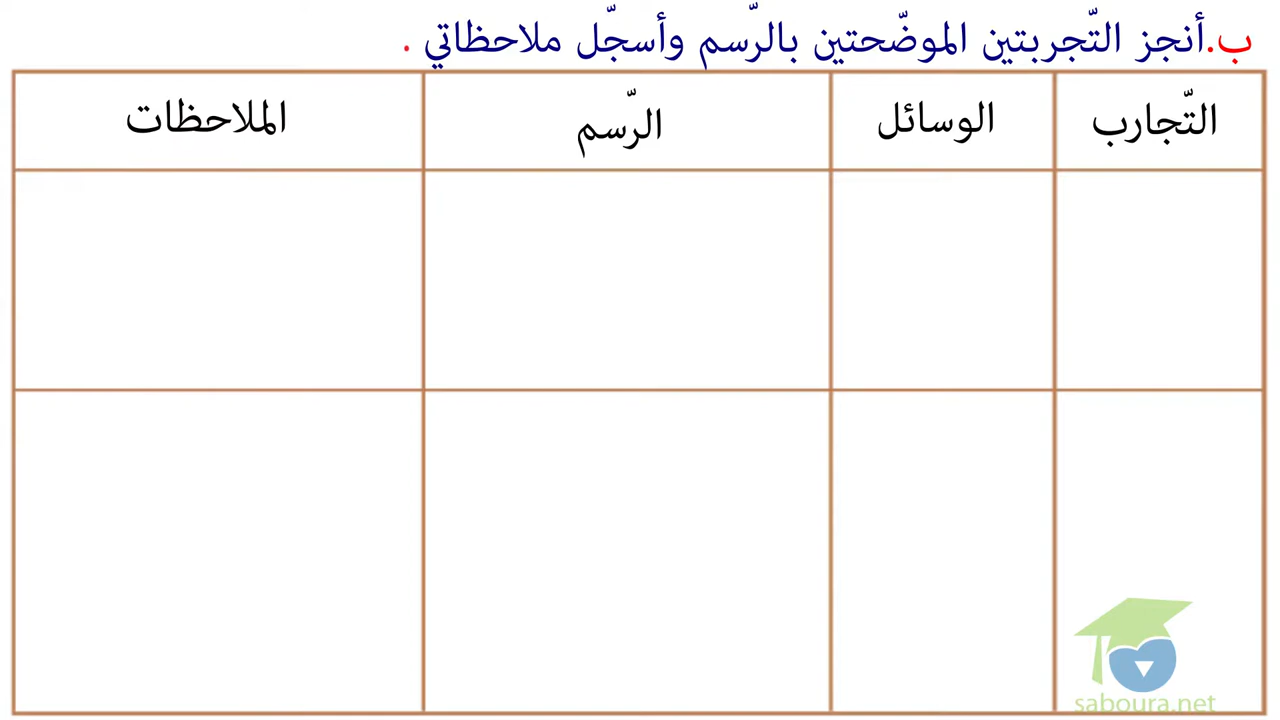 ب.أنجز التّجربتين الموضّحتين بالرّسم وأسجّل ملاحظاتي .
التّجارب الوسائل الرّسم الملاحظات
saboura.net